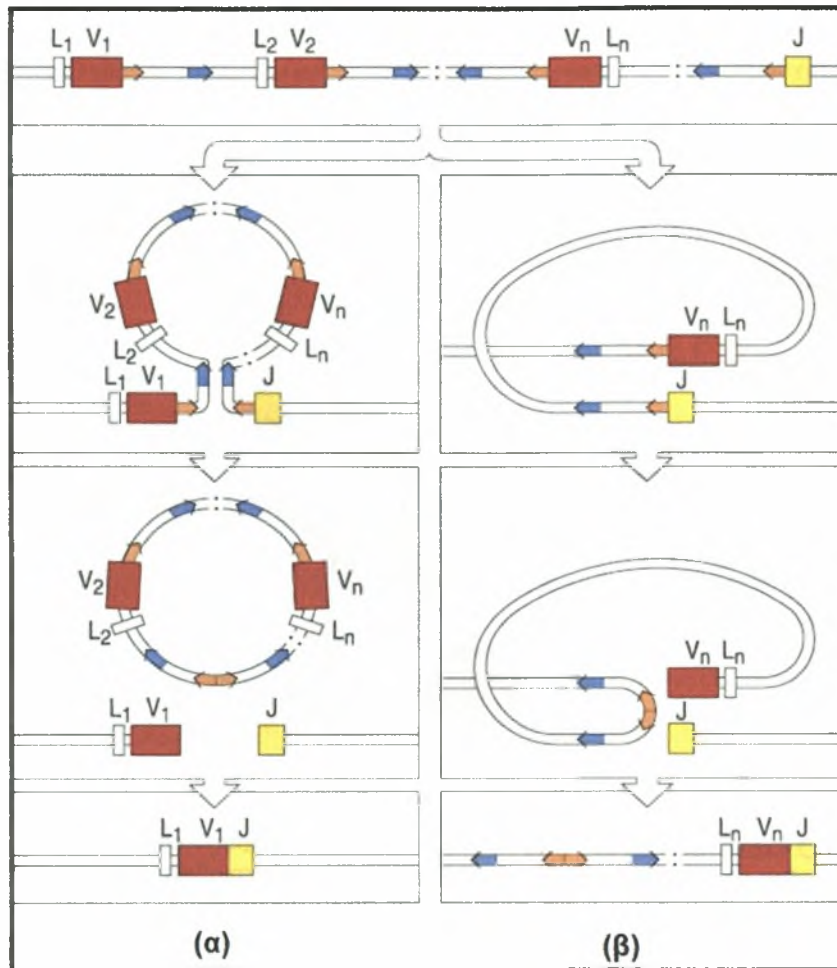 L₁ V₁ L₂ V₂ Vₙ Lₙ J
V₂ Vₙ
L₂ Lₙ
L₁ V₁ J
Vₙ Lₙ
J
V₂ Vₙ
L₂ Lₙ
L₁ V₁ J
Vₙ Lₙ
J
L₁ V₁ J
Lₙ Vₙ J
(α) (β)